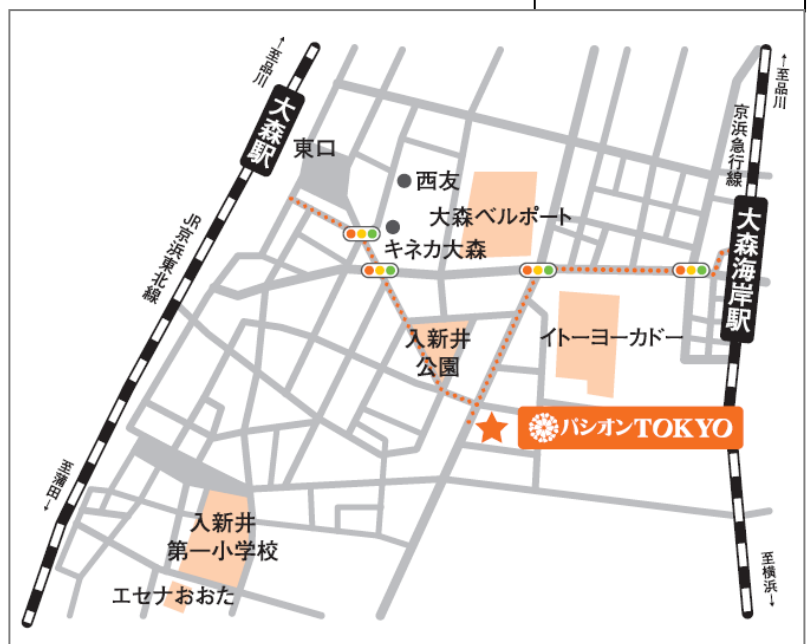 ←至品川
大森駅
東口
JR京浜東北線
西友
大森ベルポート
キネカ大森
←至品川
京浜急行線
大森海岸駅
入新井
公園
イトーヨーカドー
パシオンTOKYO
至蒲田→
入新井
第一小学校
エセナおおた
至横浜→